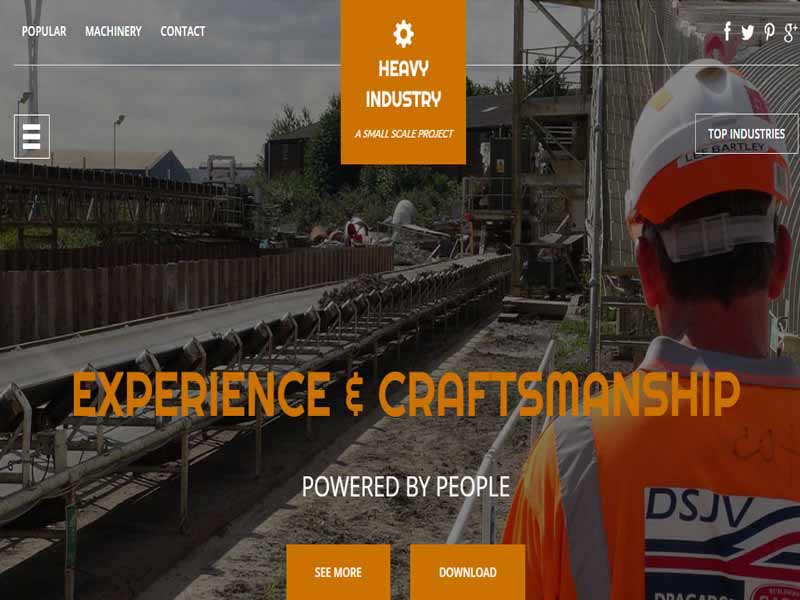 POPULAR MACHINERY CONTACT
HEAVY
INDUSTRY
A SMALL SCALE PROJECT
TOP INDUSTRIES
LEE BARTLEY
EXPERIENCE & CRAFTSMANSHIP
POWERED BY PEOPLE
DSJV
SEE MORE DOWNLOAD